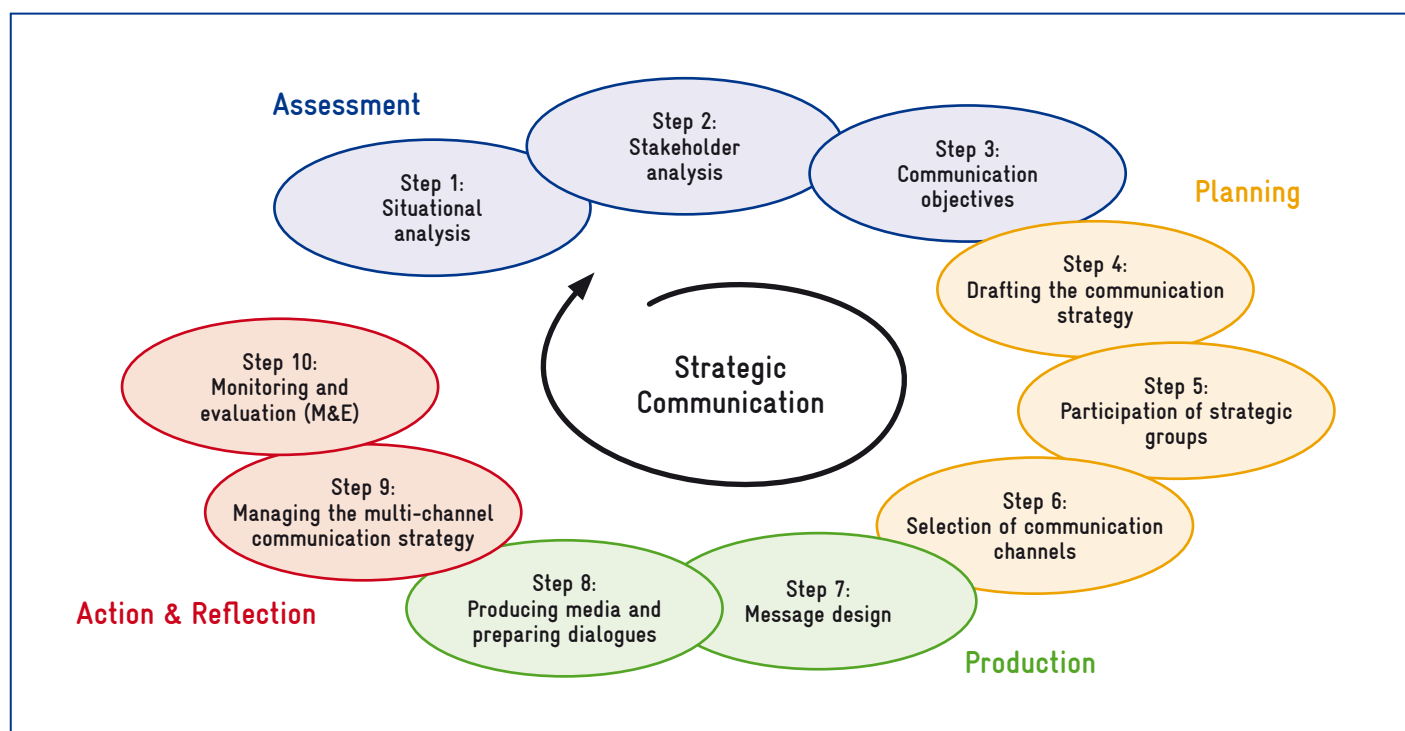 Assessment
Step 1:
Situational
analysis
Step 2:
Stakeholder
analysis
Step 3:
Communication
objectives
Planning
Step 4:
Drafting the communication
strategy
Step 5:
Participation of strategic
groups
Step 6:
Selection of communication
channels
Production
Step 7:
Message design
Step 8:
Producing media and
preparing dialogues
Action & Reflection
Step 9:
Managing the multi-channel
communication strategy
Step 10:
Monitoring and
evaluation (M&E)
Strategic
Communication